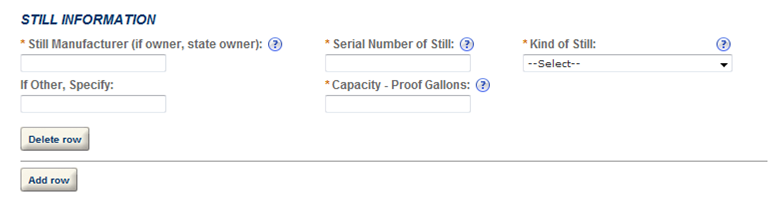 STILL INFORMATION
* Still Manufacturer (if owner, state owner): ? * Serial Number of Still: ? * Kind of Still: ?
--Select--
If Other, Specify: * Capacity - Proof Gallons: ?
Delete row
Add row